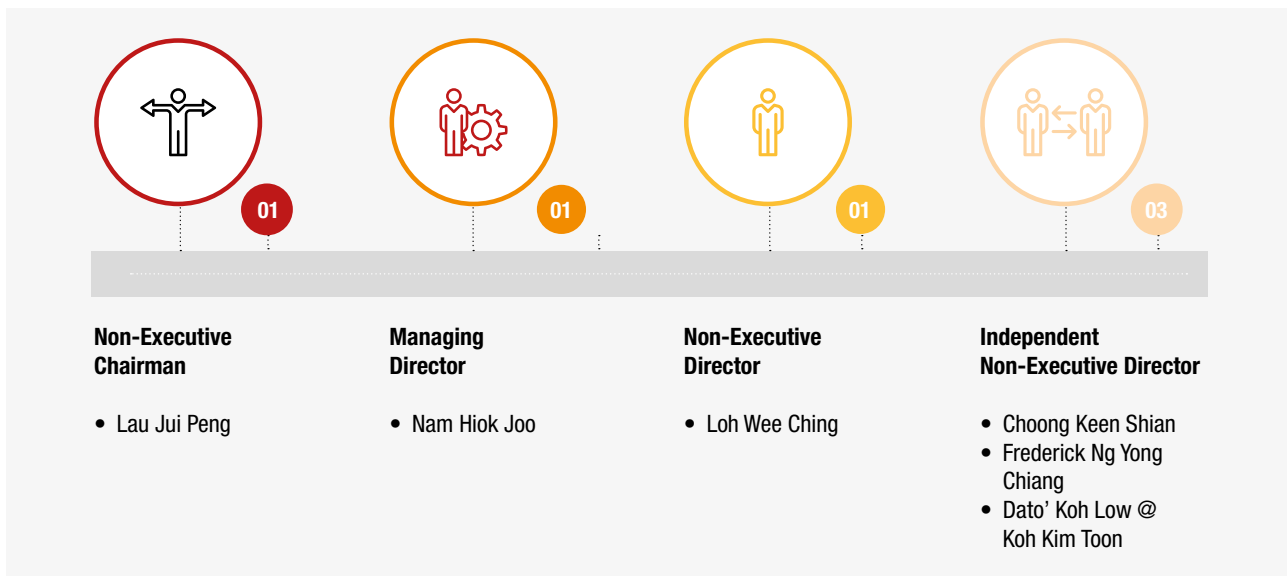 01
01
01
03
Non-Executive
Chairman
• Lau Jui Peng
Managing
Director
• Nam Hiok Joo
Non-Executive
Director
• Loh Wee Ching
Independent
Non-Executive Director
• Choong Keen Shian
• Frederick Ng Yong
Chiang
• Dato’ Koh Low @
Koh Kim Toon